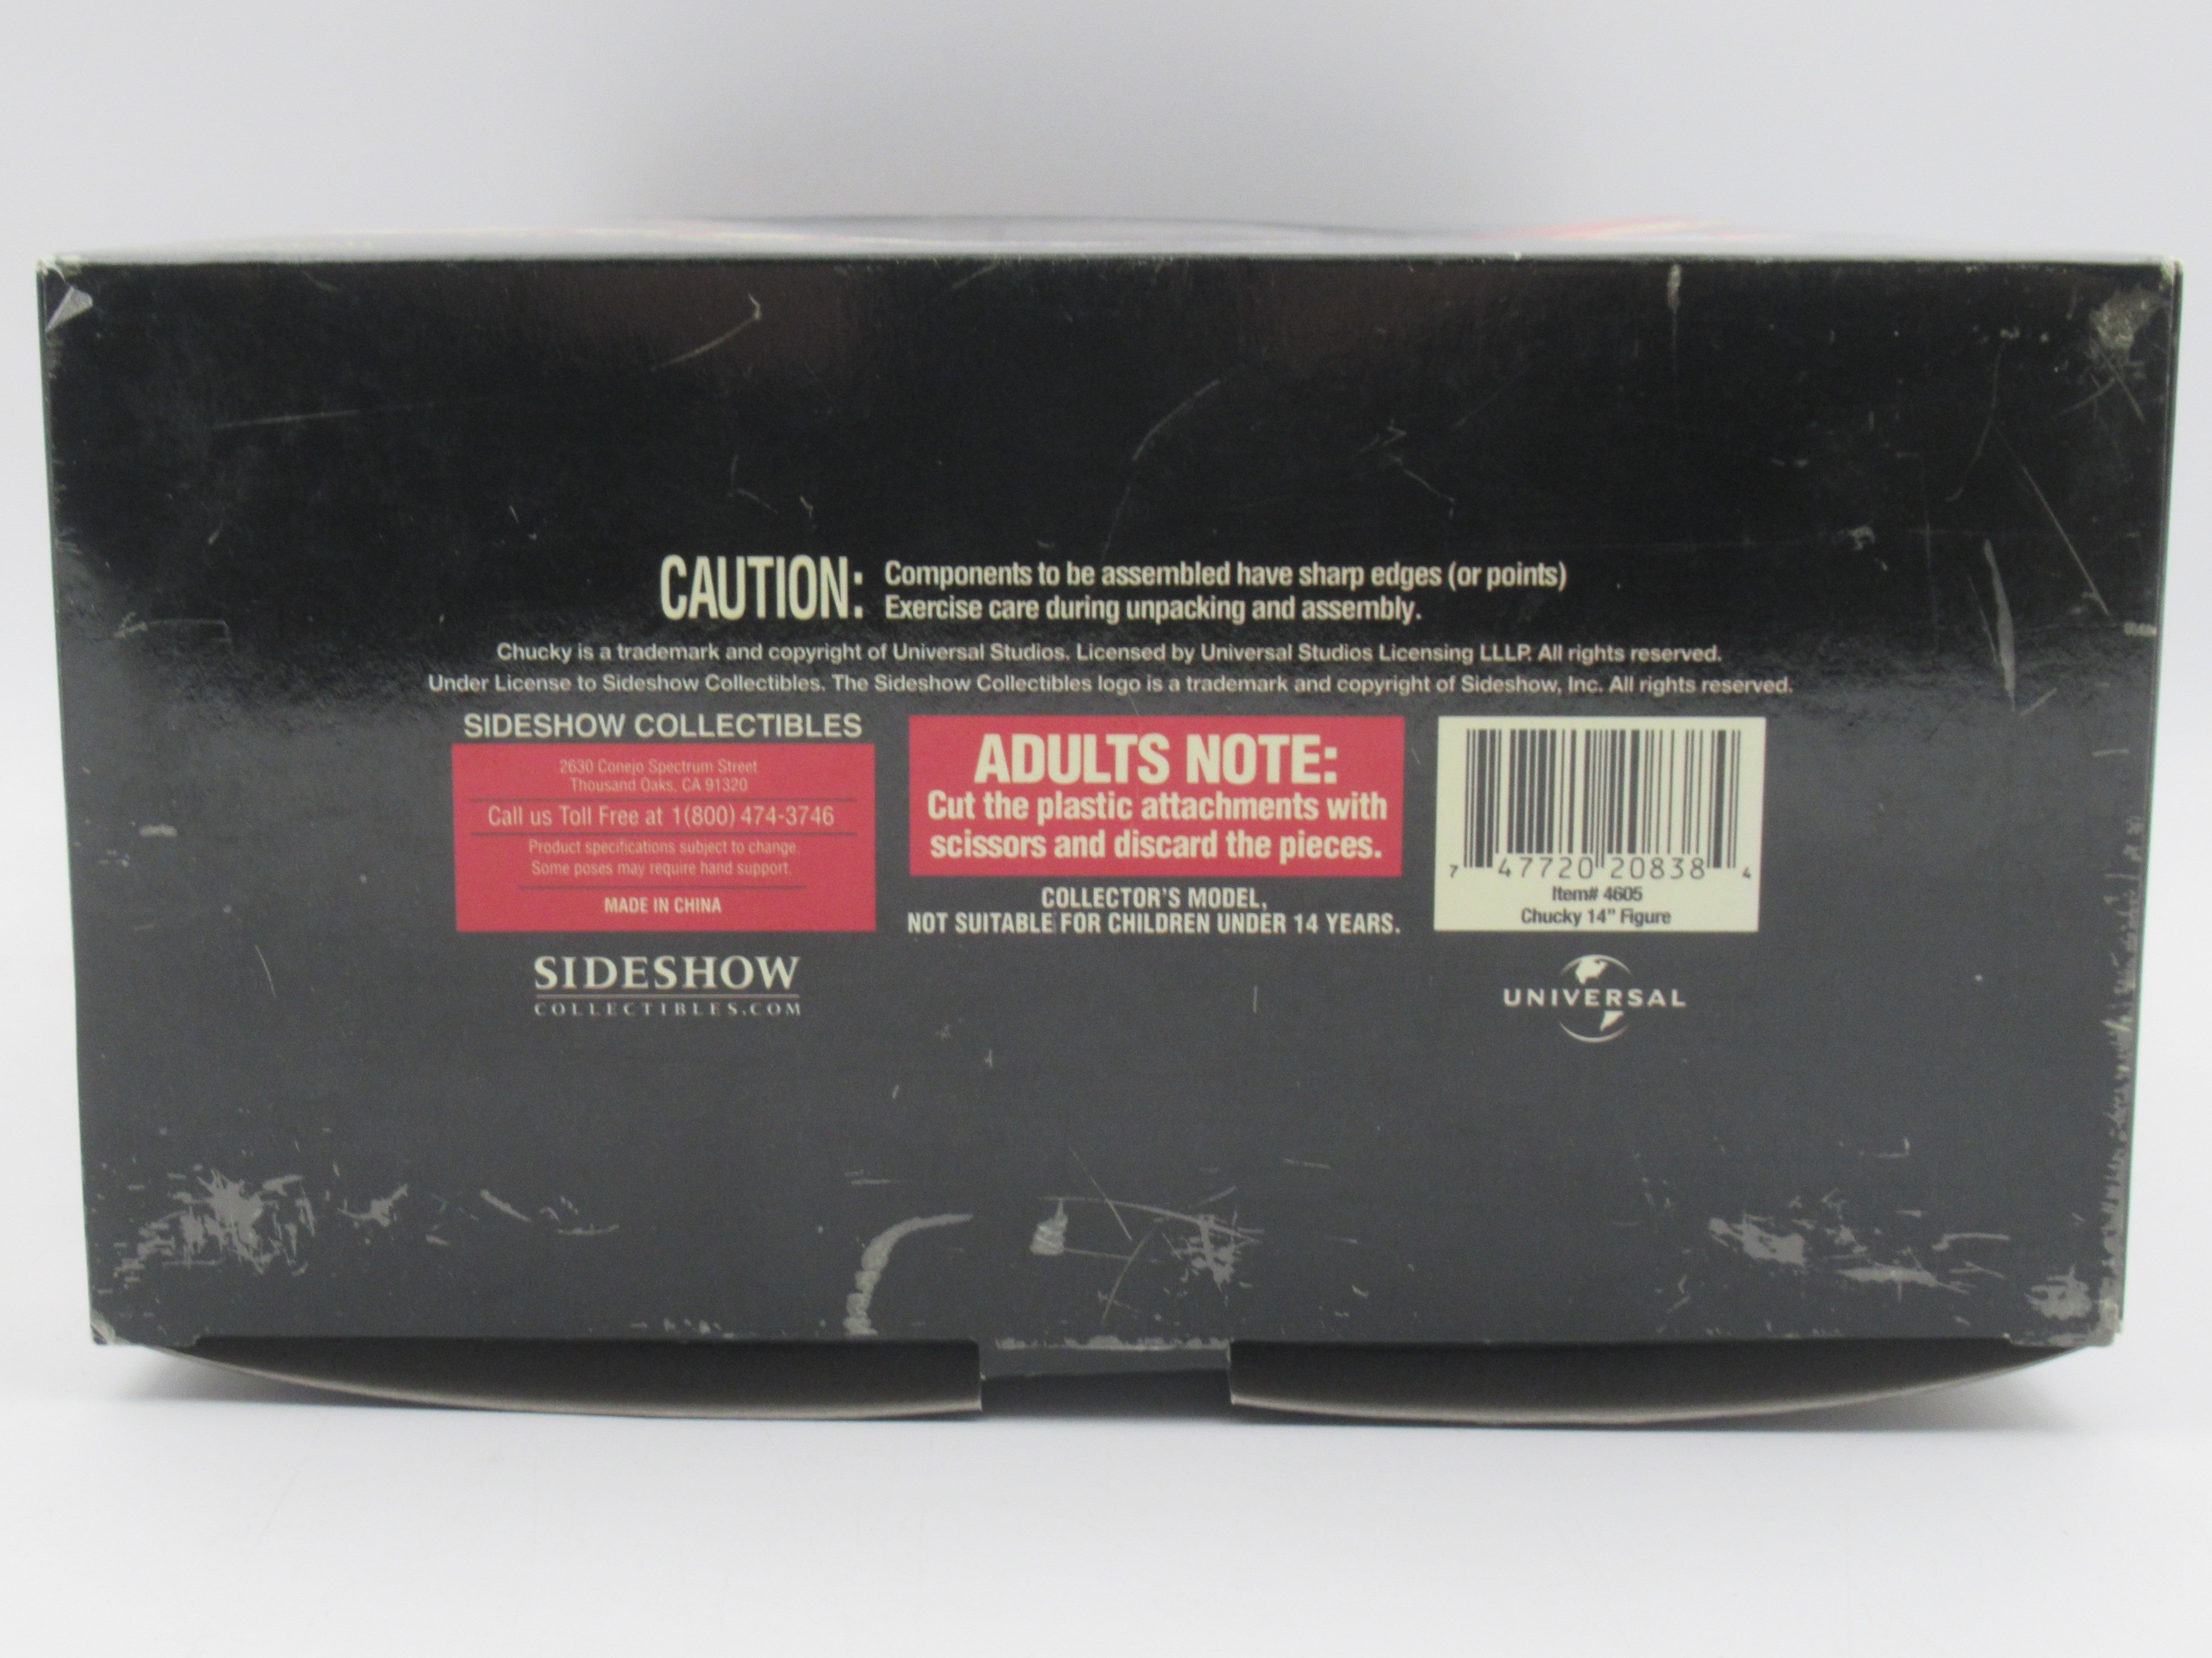 CAUTION: Components to be assembled have sharp edges (or points)
Exercise care during unpacking and assembly.
Chucky is a trademark and copyright of Universal Studios. Licensed by Universal Studios Licensing LLLP. All rights reserved.
Under License to Sideshow Collectibles. The Sideshow Collectibles logo is a trademark and copyright of Sideshow, Inc. All rights reserved.
SIDESHOW COLLECTIBLES
2630 Conejo Spectrum Street
Thousand Oaks, CA 91320
Call us Toll Free at 1(800) 474-3746
Product specifications subject to change.
Some poses may require hand support.
MADE IN CHINA
SIDESHOW
COLLECTIBLES.COM
ADULTS NOTE:
Cut the plastic attachments with
scissors and discard the pieces.
COLLECTOR'S MODEL,
NOT SUITABLE FOR CHILDREN UNDER 14 YEARS.
7 47720 20838 4
Item# 4605
Chucky 14" Figure
UNIVERSAL